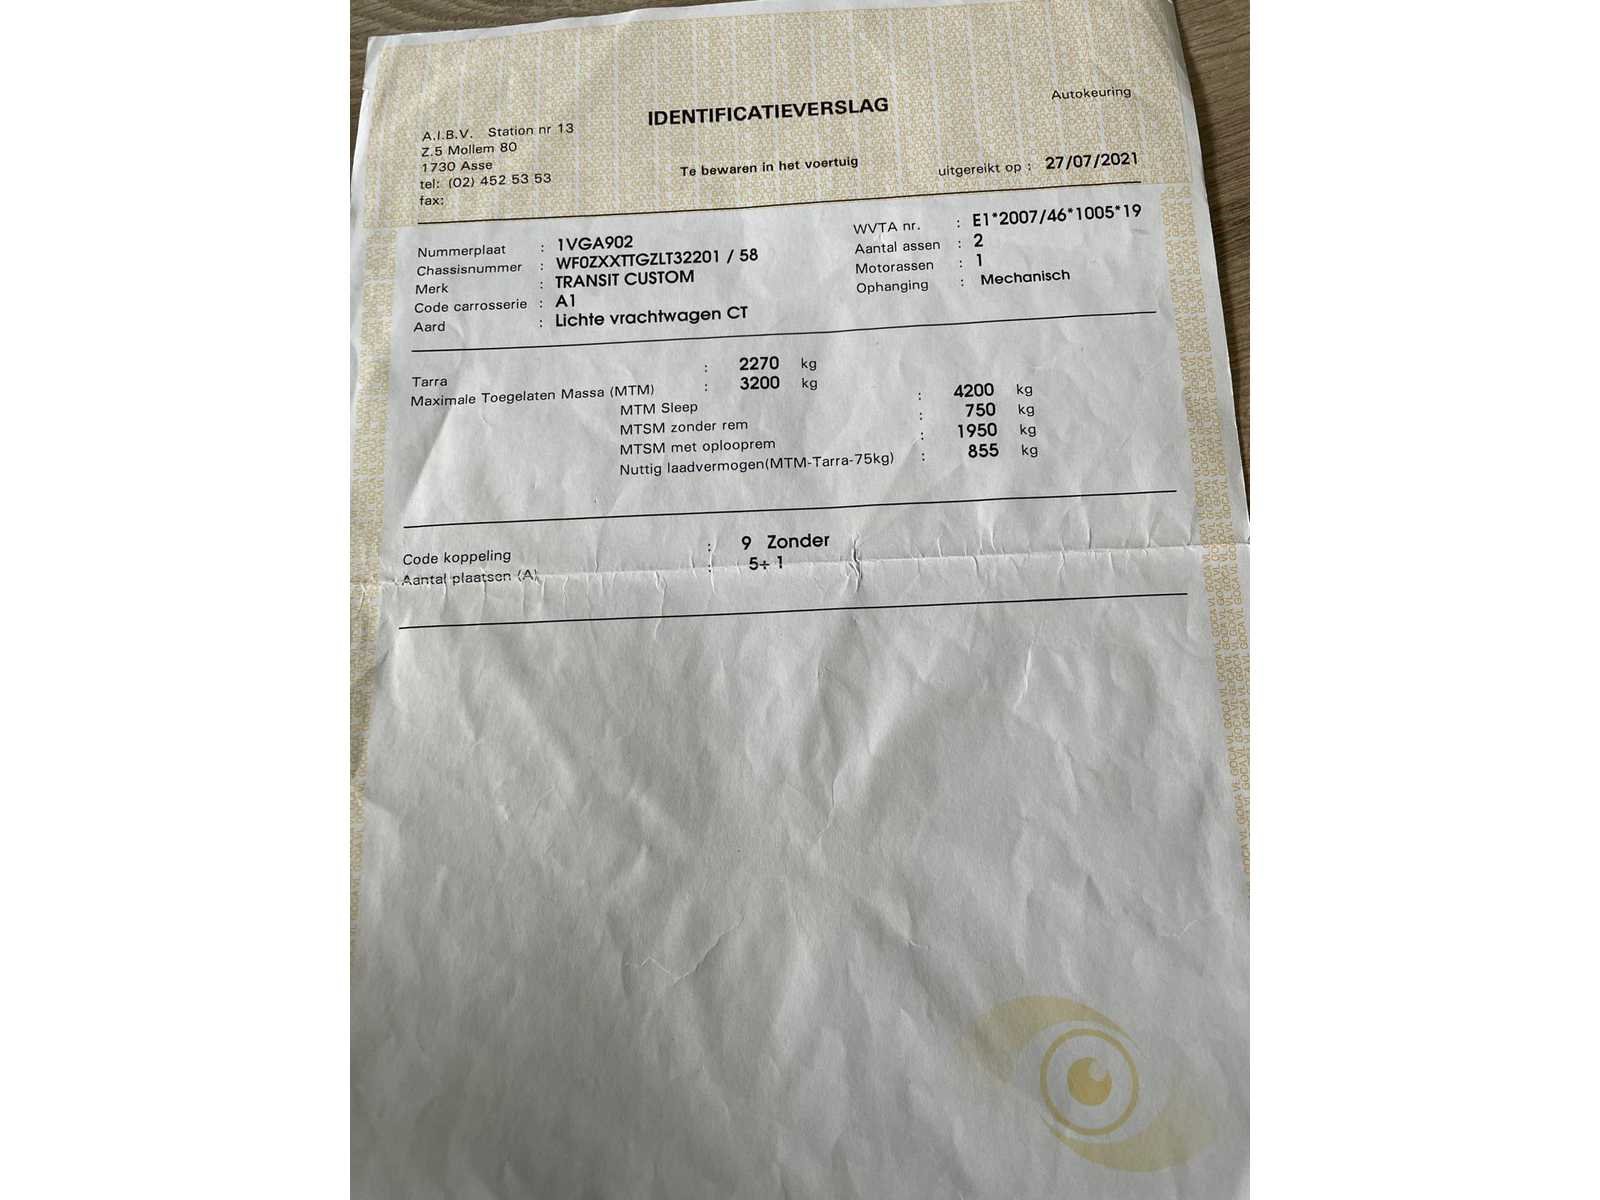 Autokeuring
IDENTIFICATIEVERSLAG
A.I.B.V. Station nr 13
Z.5 Mollem 80
1730 Asse
tel: (02) 452 53 53
fax:
Te bewaren in het voertuig
uitgereikt op : 27/07/2021
Nummerplaat : 1VGA902
Chassisnummer : WF0ZXXTTGZLT32201 / 58
Merk : TRANSIT CUSTOM
Code carrosserie : A1
Aard : Lichte vrachtwagen CT
WVTA nr. : E1*2007/46*1005*19
Aantal assen : 2
Motorassen : 1
Ophanging : Mechanisch
Tarra : 2270 kg
Maximale Toegelaten Massa (MTM) : 3200 kg
MTM Sleep : 4200 kg
MTSM zonder rem : 750 kg
MTSM met oplooprem : 1950 kg
Nuttig laadvermogen(MTM-Tarra-75kg) : 855 kg
Code koppeling : 9 Zonder
Aantal plaatsen (A) : 5+ 1